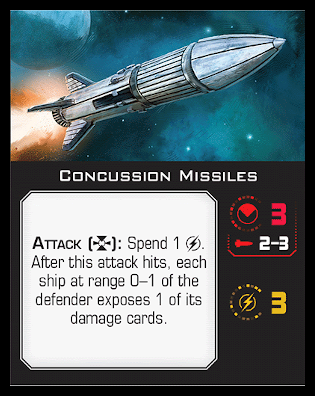 Concussion Missiles
Attack (): Spend 1 .
After this attack hits, each
ship at range 0–1 of the
defender exposes 1 of its
damage cards.
3
2–3
3